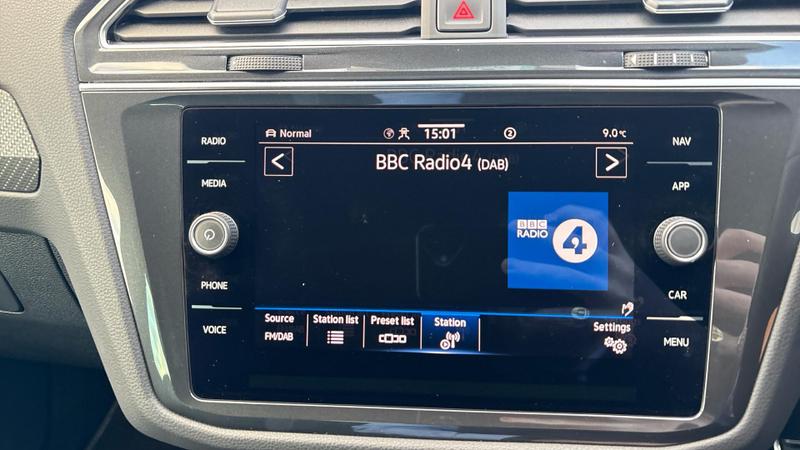 RADIO
MEDIA
PHONE
VOICE
Normal
15:01
2
9.0°C
BBC Radio4 (DAB)
BBC
RADIO
4
Source
FM/DAB
Station list
Preset list
Station
Settings
NAV
APP
CAR
MENU